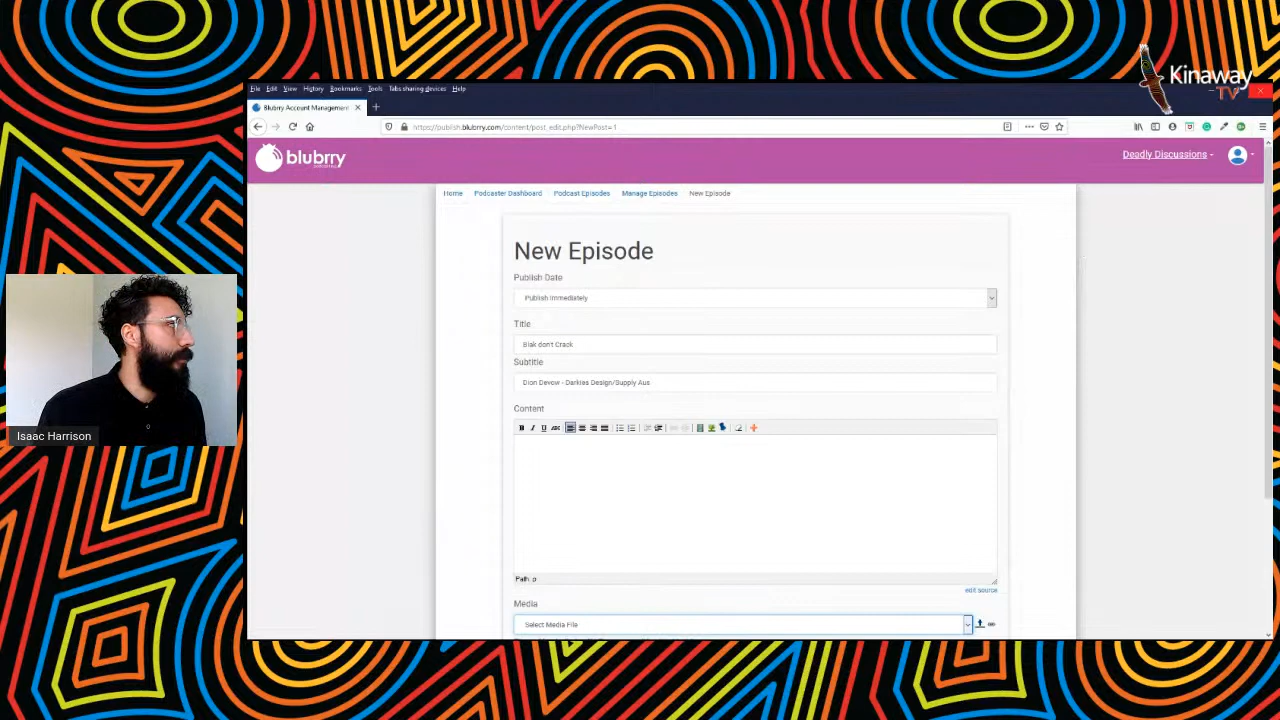 Kinaway
TV
File Edit View History Bookmarks Tools Tabs sharing devices Help
Blubrry Account Management
https://publish.blubrry.com/content/post_edit.php?NewPost=1
blubrry
Deadly Discussions
Home Podcaster Dashboard Podcast Episodes Manage Episodes New Episode
New Episode
Publish Date
Publish Immediately
Title
Blak don't Crack
Subtitle
Dion Devow - Darkies Design/Supply Aus
Content
B I U ABC
Path: p
edit source
Media
Select Media File
Isaac Harrison